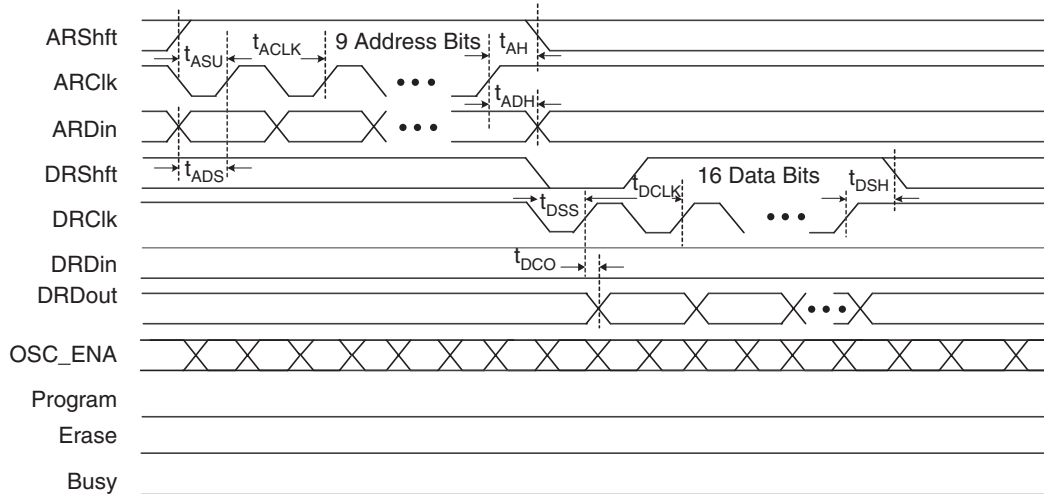 ARShft
tASU
tACLK
9 Address Bits
tAH
ARClk
tADH
ARDin
tADS
DRShft
16 Data Bits
tDCLK
tDSH
tDSS
DRClk
tDCO
DRDin
DRDout
OSC_ENA
Program
Erase
Busy